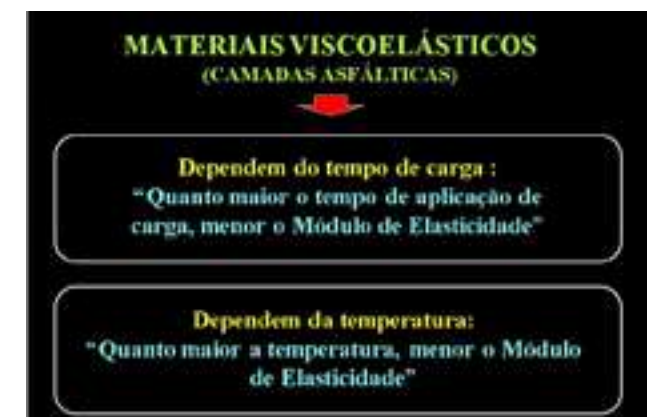 MATERIAIS VISCOELÁSTICOS
(CAMADAS ASFÁLTICAS)
Dependem do tempo de carga :
"Quanto maior o tempo de aplicação de
carga, menor o Módulo de Elasticidade"
Dependem da temperatura:
"Quanto maior a temperatura, menor o Módulo
de Elasticidade"